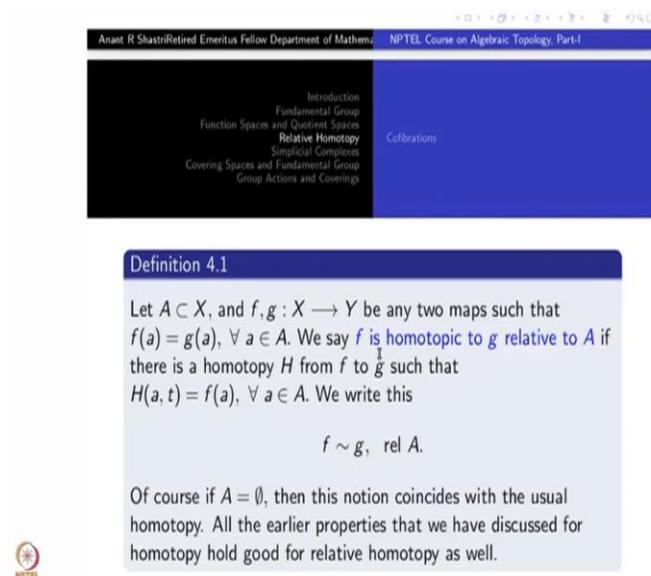 Anant R ShastriRetired Emeritus Fellow Department of Mathema
NPTEL Course on Algebraic Topology, Part-I
Introduction
Fundamental Group
Function Spaces and Quotient Spaces
Relative Homotopy
Simplicial Complexes
Covering Spaces and Fundamental Group
Group Actions and Coverings
Cofibrations
Definition 4.1
Let A ⊂ X, and f, g : X ⟶ Y be any two maps such that
f(a) = g(a), ∀ a ∈ A. We say f is homotopic to g relative to A if
there is a homotopy H from f to g such that
H(a, t) = f(a), ∀ a ∈ A. We write this
f ∼ g, rel A.
Of course if A = ∅, then this notion coincides with the usual
homotopy. All the earlier properties that we have discussed for
homotopy hold good for relative homotopy as well.
NPTEL